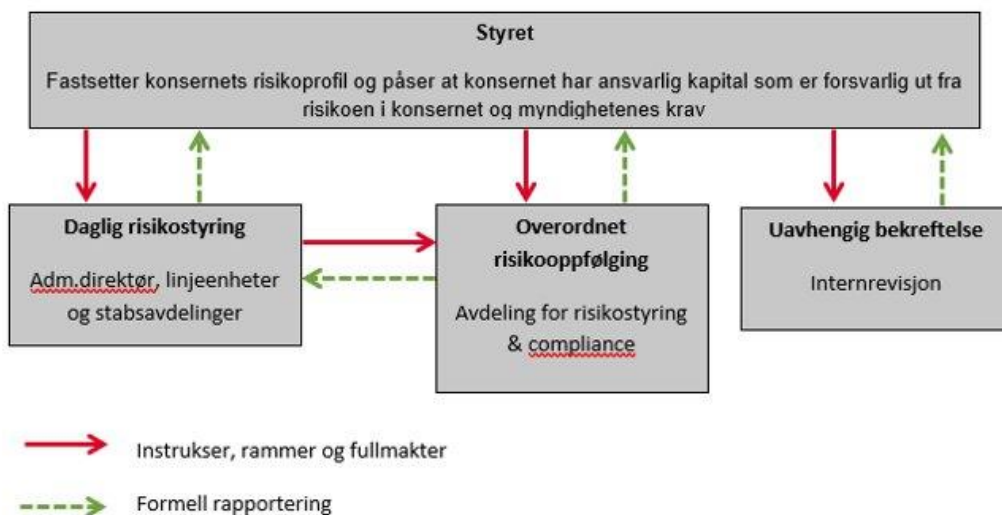 Styret
Fastsetter konsernets risikoprofil og påser at konsernet har ansvarlig kapital som er forsvarlig ut fra
risikoen i konsernet og myndighetenes krav
Daglig risikostyring
Adm.direktør, linjeenheter
og stabsavdelinger
Overordnet
risikooppfølging
Avdeling for risikostyring
& compliance
Uavhengig bekreftelse
Internrevisjon
Instrukser, rammer og fullmakter
Formell rapportering